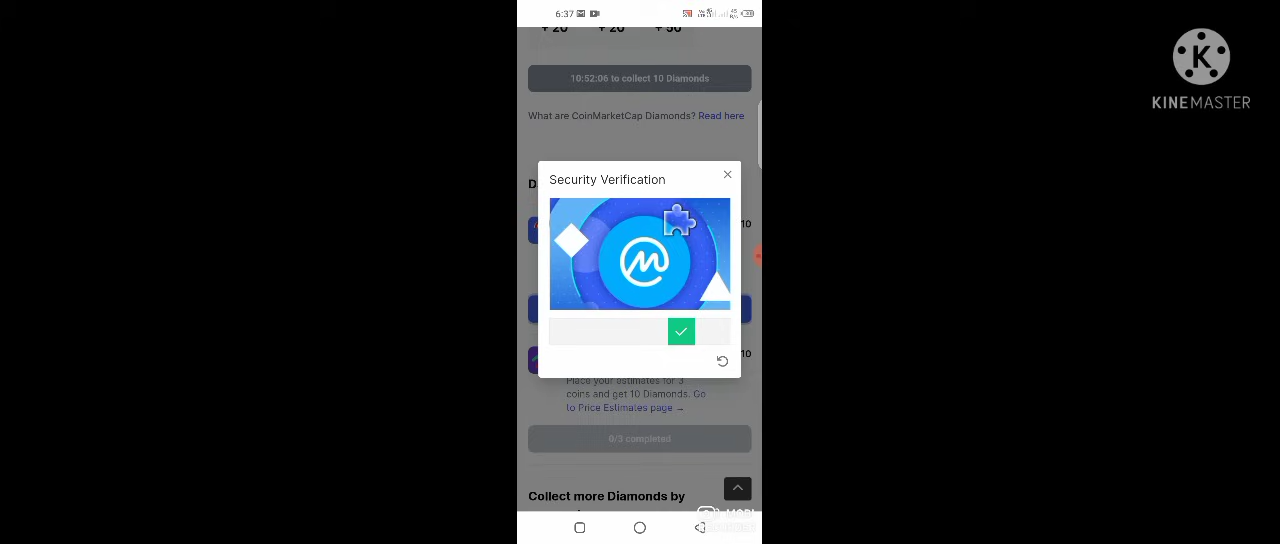 6:37
+ 20 + 20 + 50
10:52:06 to collect 10 Diamonds
What are CoinMarketCap Diamonds? Read here
Security Verification
10
10
Place your estimates for 3
coins and get 10 Diamonds. Go
to Price Estimates page →
0/3 completed
Collect more Diamonds by
K
KINEMASTER